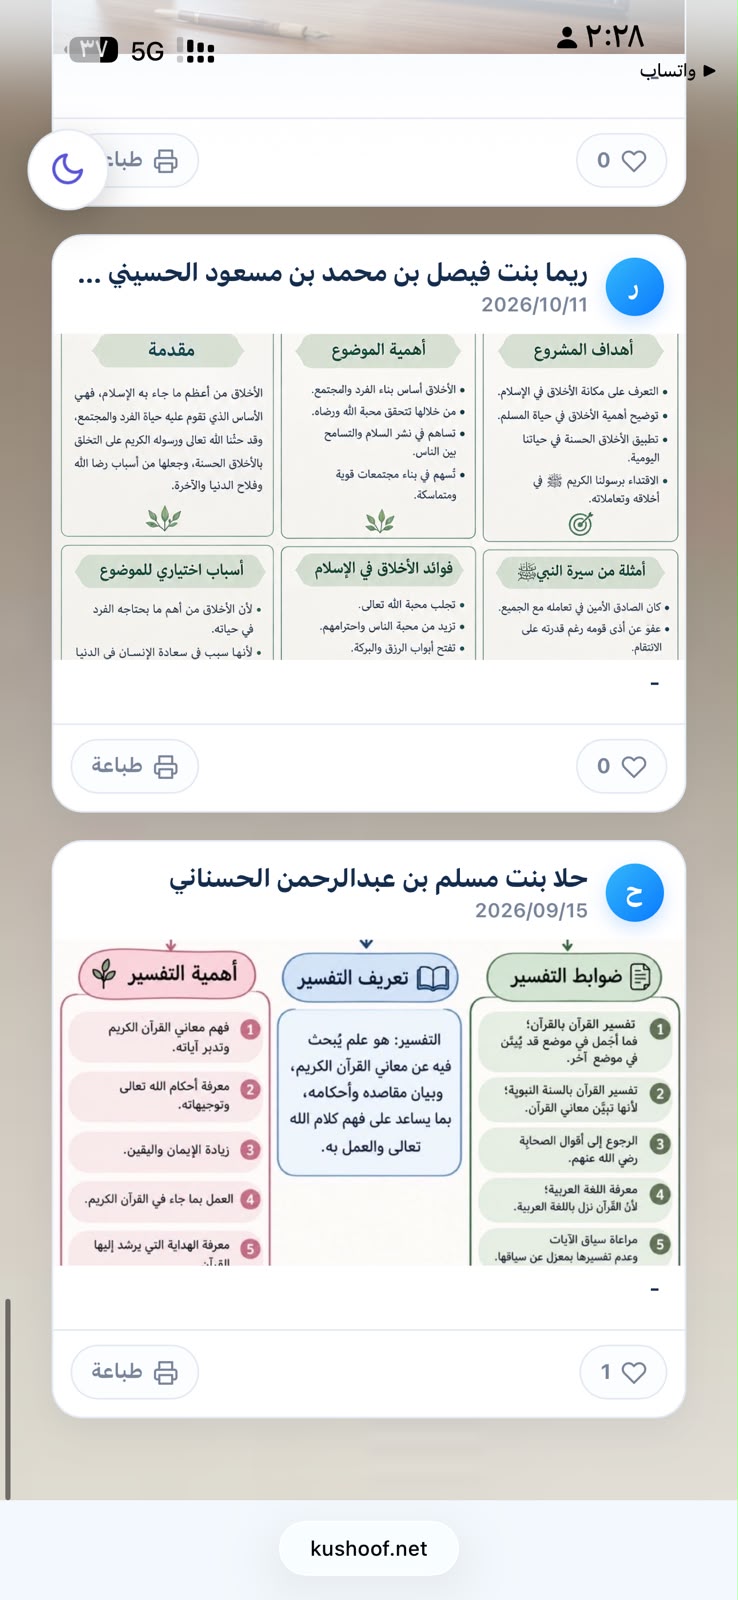 ٢:٢٨
5G
٣٧
واتساب
0
طباعة
ريما بنت فيصل بن محمد بن مسعود الحسيني ...
2026/10/11
أهداف المشروع
• التعرف على مكانة الأخلاق في الإسلام.
• توضيح أهمية الأخلاق في حياة المسلم.
• تطبيق الأخلاق الحسنة في حياتنا
اليومية.
• الاقتداء برسولنا الكريم ﷺ في
أخلاقه وتعاملاته.
أهمية الموضوع
• الأخلاق أساس بناء الفرد والمجتمع.
• من خلالها تتحقق محبة الله ورضاه.
• تساهم في نشر السلام والتسامح
بين الناس.
• تُسهم في بناء مجتمعات قوية
ومتماسكة.
مقدمة
الأخلاق من أعظم ما جاء به الإسلام، فهي
الأساس الذي تقوم عليه حياة الفرد والمجتمع،
وقد حثّنا الله تعالى ورسوله الكريم على التخلق
بالأخلاق الحسنة، وجعلها من أسباب رضا الله
وفلاح الدنيا والآخرة.
أمثلة من سيرة النبي ﷺ
• كان الصادق الأمين في تعامله مع الجميع.
• عفو عن أذى قومه رغم قدرته على
الانتقام.
فوائد الأخلاق في الإسلام
• تجلب محبة الله تعالى.
• تزيد من محبة الناس واحترامهم.
• تفتح أبواب الرزق والبركة.
أسباب اختياري للموضوع
• لأن الأخلاق من أهم ما يحتاجه الفرد
في حياته.
• لأنها سبب في سعادة الإنسان في الدنيا
-
0
طباعة
حلا بنت مسلم بن عبدالرحمن الحسناني
2026/09/15
ضوابط التفسير
1 تفسير القرآن بالقرآن؛
فما أُجمل في موضع قد يُبيَّن
في موضع آخر.
2 تفسير القرآن بالسنة النبوية؛
لأنها تبيّن معاني القرآن.
3 الرجوع إلى أقوال الصحابة
رضي الله عنهم.
4 معرفة اللغة العربية؛
لأنّ القُرآن نزل باللغة العربية.
5 مراعاة سياق الآيات
وعدم تفسيرها بمعزل عن سياقها.
تعريف التفسير
التفسير: هو علم يُبحث
فيه عن معاني القرآن الكريم،
وبيان مقاصده وأحكامه،
بما يساعد على فهم كلام الله
تعالى والعمل به.
أهمية التفسير
1 فهم معاني القرآن الكريم
وتدبر آياته.
2 معرفة أحكام الله تعالى
وتوجيهاته.
3 زيادة الإيمان واليقين.
4 العمل بما جاء في القرآن الكريم.
5 معرفة الهداية التي يرشد إليها
القرآن
-
1
طباعة
kushoof.net